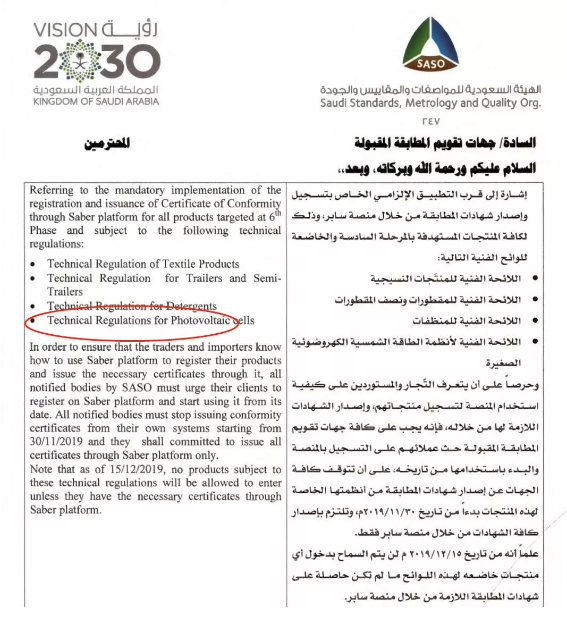 VISION رؤية
2030
المملكة العربية السعودية
KINGDOM OF SAUDI ARABIA
SASO
الهيئة السعودية للمواصفات والمقاييس والجودة
Saudi Standards, Metrology and Quality Org.
٢٤٧
السادة/ جهات تقويم المطابقة المقبولة
المحترمين
السلام عليكم ورحمة الله وبركاته، وبعد،،
Referring to the mandatory implementation of the
registration and issuance of Certificate of Conformity
through Saber platform for all products targeted at 6th
Phase and subject to the following technical
regulations:
• Technical Regulation of Textile Products
• Technical Regulation for Trailers and Semi-
Trailers
• Technical Regulation for Detergents
• Technical Regulations for Photovoltaic cells
In order to ensure that the traders and importers know
how to use Saber platform to register their products
and issue the necessary certificates through it, all
notified bodies by SASO must urge their clients to
register on Saber platform and start using it from its
date. All notified bodies must stop issuing conformity
certificates from their own systems starting from
30/11/2019 and they shall committed to issue all
certificates through Saber platform only.
Note that as of 15/12/2019, no products subject to
these technical regulations will be allowed to enter
unless they have the necessary certificates through
Saber platform.
إشارة إلى قرب التطبيق الإلزامي الخاص بتسجيل
وإصدار شهادات المطابقة من خلال منصة سابر، وذلك
لكافة المنتجات المستهدفة بالمرحلة السادسة والخاضعة
للوائح الفنية التالية:
• اللائحة الفنية للمنتجات النسيجية
• اللائحة الفنية للمقطورات ونصف المقطورات
• اللائحة الفنية للمنظفات
• اللائحة الفنية لأنظمة الطاقة الشمسية الكهروضوئية
الصغيرة
وحرصاً على أن يتعرف التُجار والمستوردين على كيفية
استخدام المنصة لتسجيل منتجاتهم، وإصدار الشهادات
اللازمة لها من خلاله، فإنه يجب على كافة جهات تقويم
المطابقة المقبولة حث عملائهم على التسجيل بالمنصة
والبدء باستخدامها من تاريخه، على أن تتوقف كافة
الجهات عن إصدار شهادات المطابقة من أنظمتها الخاصة
لهذه المنتجات بدءاً من تاريخ ٢٠١٩/١١/٣٠م، وتلتزم بإصدار
كافة الشهادات من خلال منصة سابر فقط.
علماً أنه من تاريخ ٢٠١٩/١٢/١٥ م لن يتم السماح بدخول أي
منتجات خاضعه لهذه اللوائح ما لم تكن حاصلة على
شهادات المطابقة اللازمة من خلال منصة سابر.